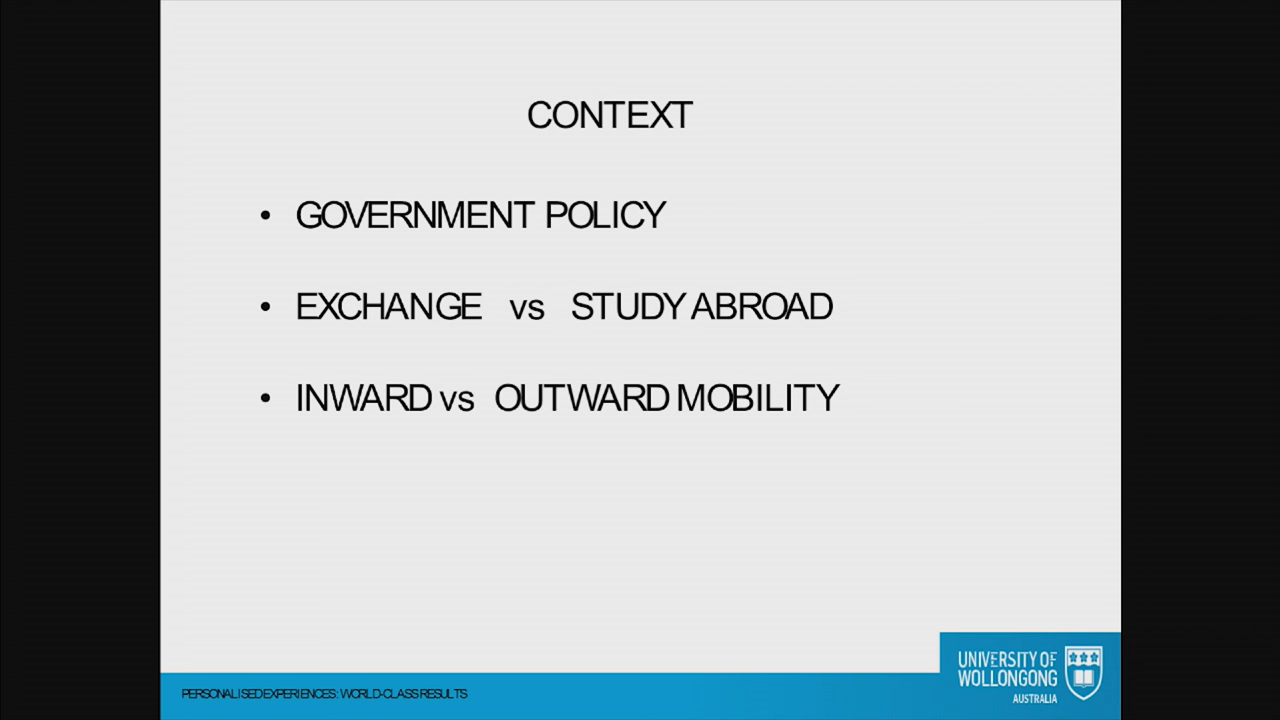 CONTEXT
• GOVERNMENT POLICY
• EXCHANGE vs STUDY ABROAD
• INWARD vs OUTWARD MOBILITY
PERSONALISED EXPERIENCES: WORLD-CLASS RESULTS
UNIVERSITY OF
WOLLONGONG
AUSTRALIA